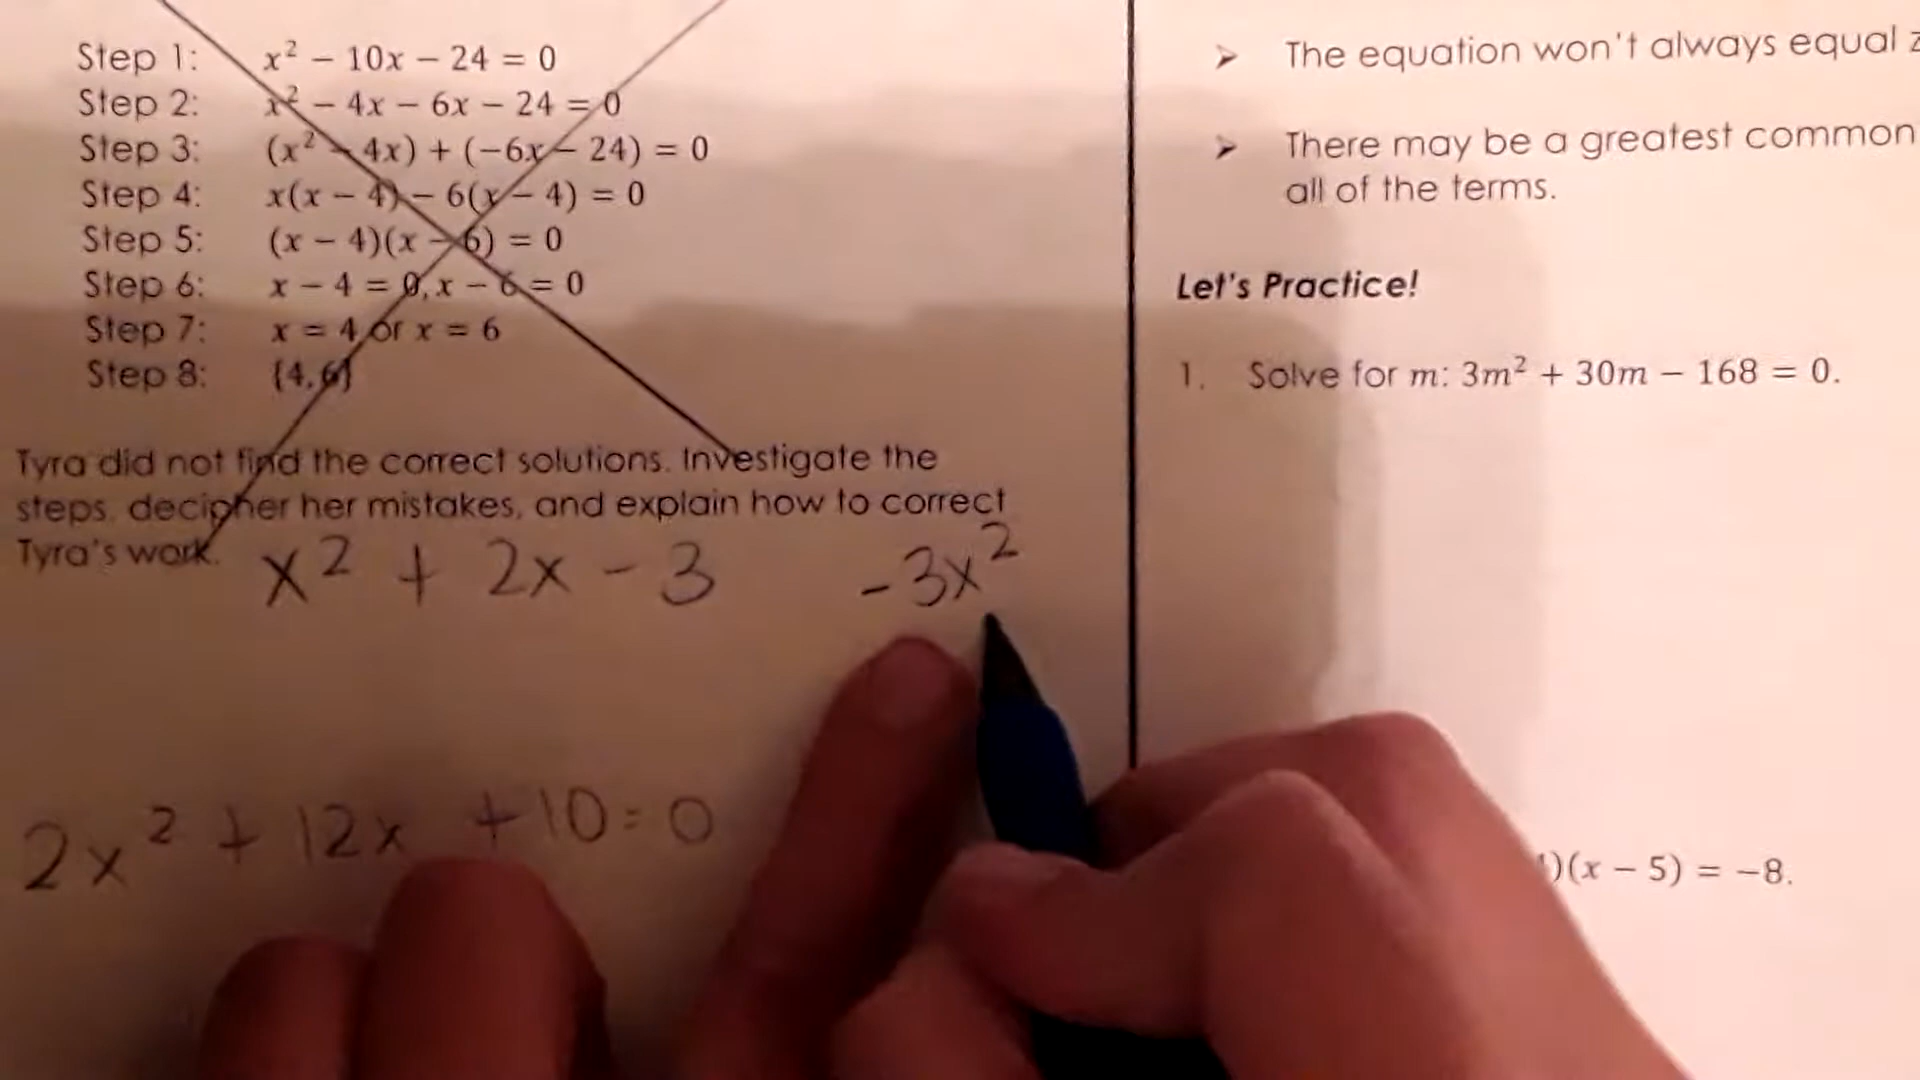 Step 1: x² − 10x − 24 = 0
Step 2: x² − 4x − 6x − 24 = 0
Step 3: (x² − 4x) + (−6x − 24) = 0
Step 4: x(x − 4) − 6(x − 4) = 0
Step 5: (x − 4)(x − 6) = 0
Step 6: x − 4 = 0, x − 6 = 0
Step 7: x = 4 or x = 6
Step 8: {4,6}
Tyra did not find the correct solutions. Investigate the
steps, decipher her mistakes, and explain how to correct
Tyra's work.
x² + 2x − 3
−3x²
2x² + 12x + 10 = 0
➢ The equation won't always equal
➢ There may be a greatest common
all of the terms.
Let's Practice!
1. Solve for m: 3m² + 30m − 168 = 0.
)(x − 5) = −8.